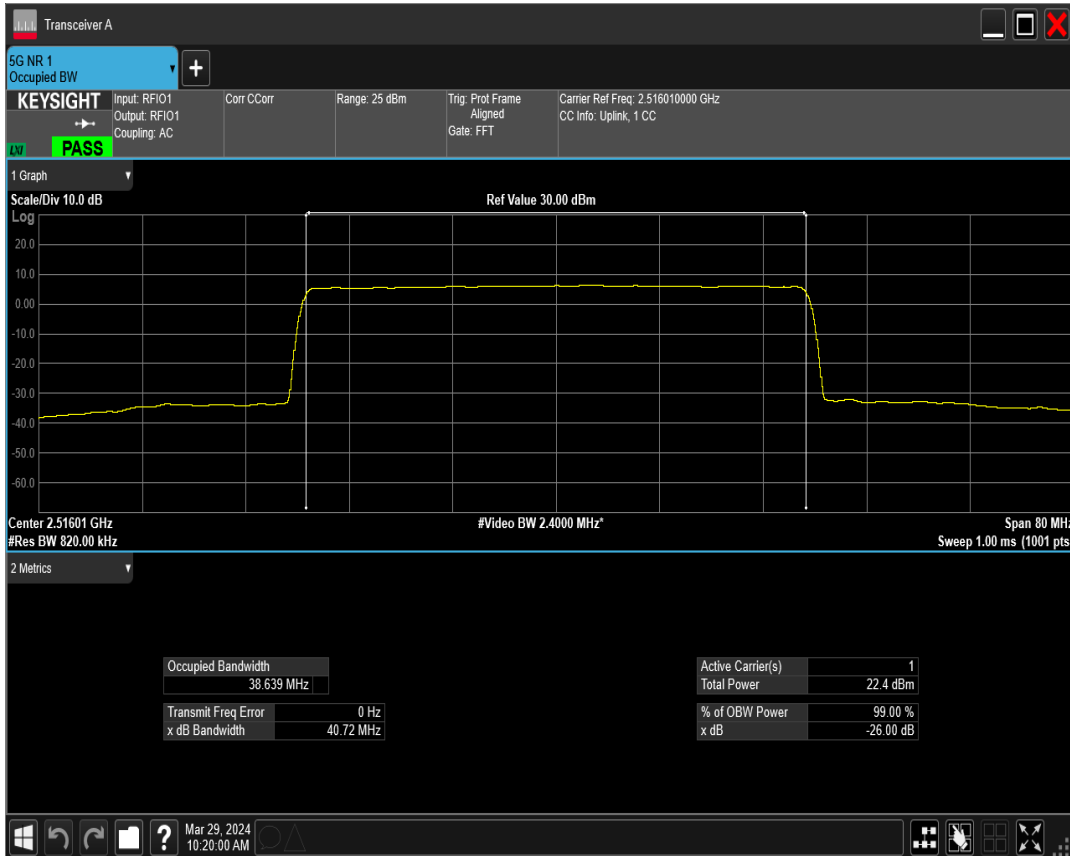 Transceiver A
5G NR 1
Occupied BW
KEYSIGHT
LXI
PASS
Input: RFIO1
Output: RFIO1
Coupling: AC
Corr CCorr
Range: 25 dBm
Trig: Prot Frame
Aligned
Gate: FFT
Carrier Ref Freq: 2.516010000 GHz
CC Info: Uplink, 1 CC
1 Graph
Scale/Div 10.0 dB
Ref Value 30.00 dBm
Log
20.0
10.0
0.00
-10.0
-20.0
-30.0
-40.0
-50.0
-60.0
Center 2.51601 GHz
#Video BW 2.4000 MHz*
Span 80 MHz
#Res BW 820.00 kHz
Sweep 1.00 ms (1001 pts
2 Metrics
Occupied Bandwidth
38.639 MHz
Transmit Freq Error 0 Hz
x dB Bandwidth 40.72 MHz
Active Carrier(s) 1
Total Power 22.4 dBm
% of OBW Power 99.00 %
x dB -26.00 dB
?
Mar 29, 2024
10:20:00 AM